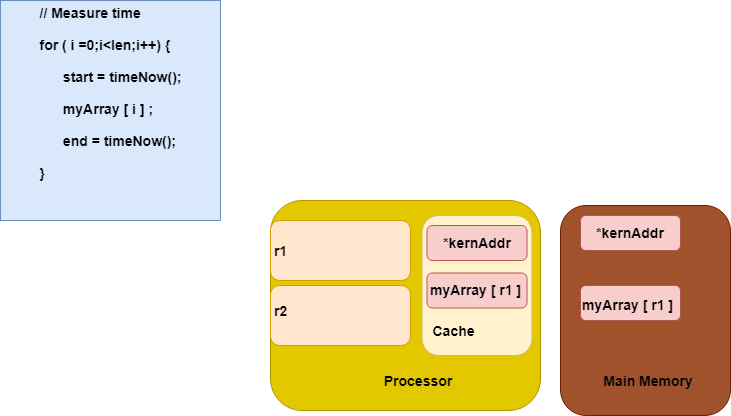 // Measure time
for ( i =0;i<len;i++) {
start = timeNow();
myArray [ i ] ;
end = timeNow();
}
r1
r2
*kernAddr
myArray [ r1 ]
Cache
Processor
*kernAddr
myArray [ r1 ]
Main Memory